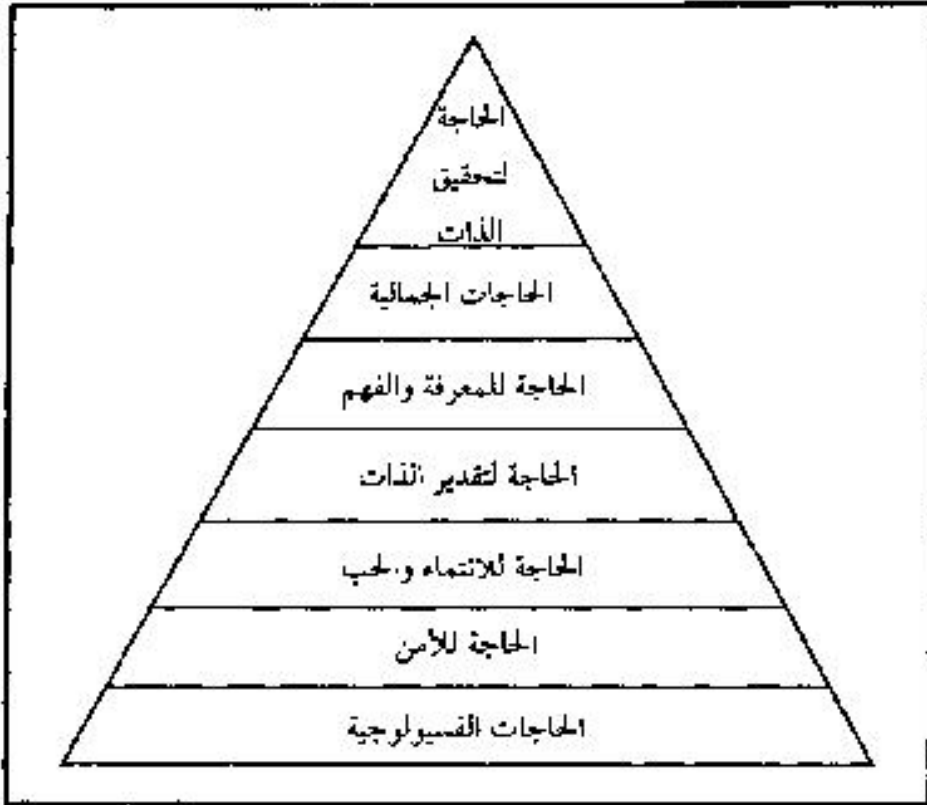 الحاجة
لتحقيق
الذات
الحاجات الجمالية
الحاجة للمعرفة والفهم
الحاجة لتقدير الذات
الحاجة للانتماء والحب
الحاجة للأمن
الحاجات الفسيولوجية